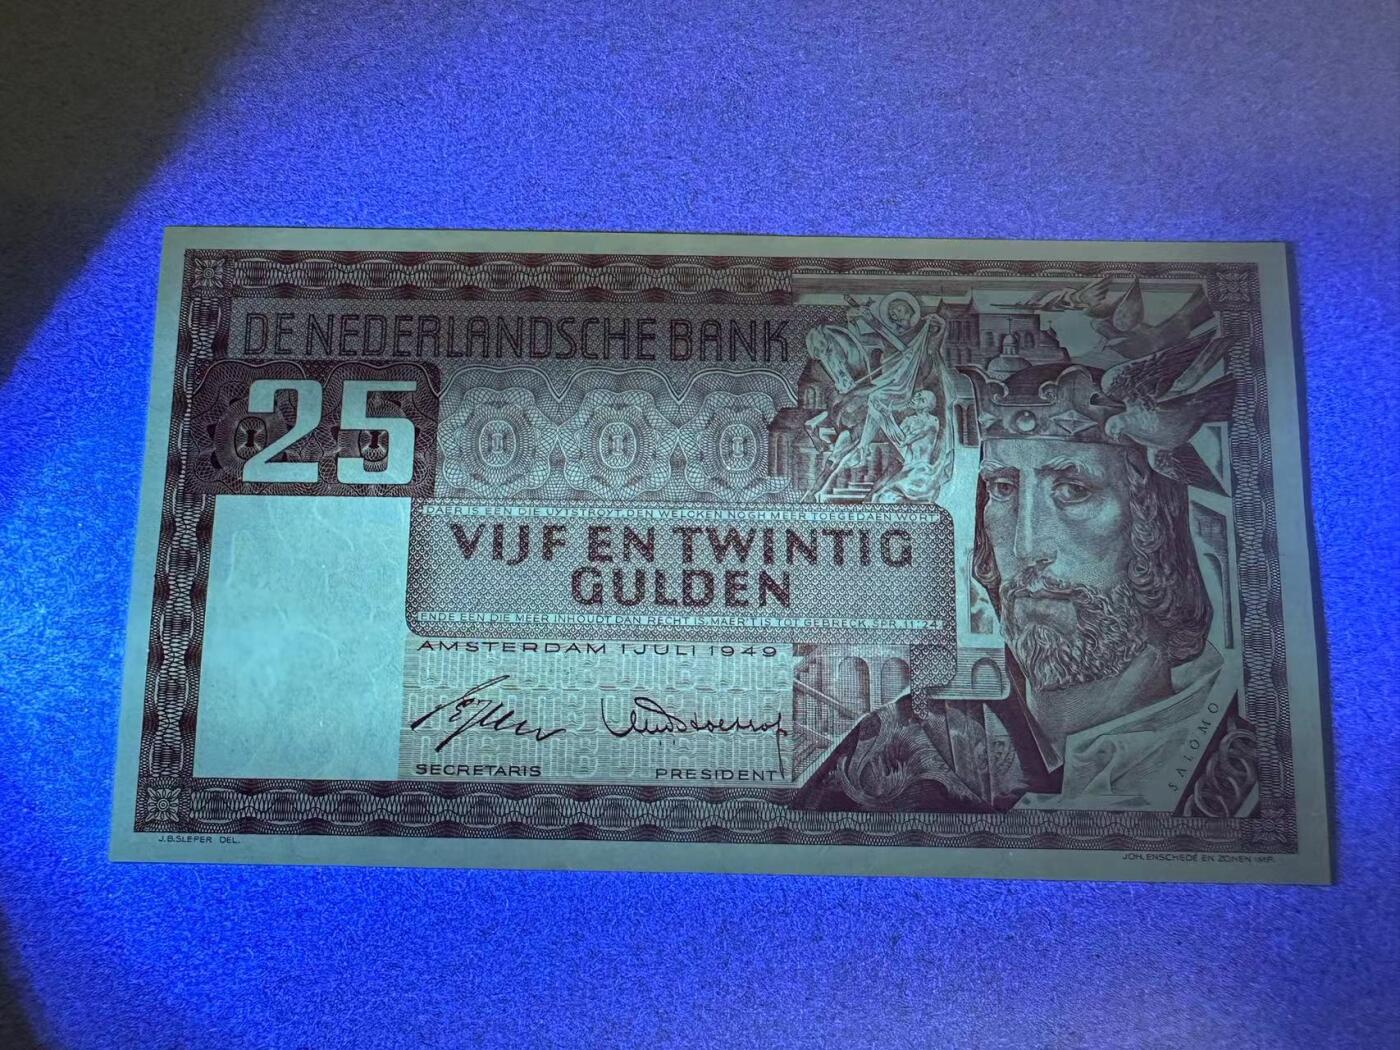 DE NEDERLANDSCHE BANK
25
DAER IS EEN DIE UYTSTROYT, DEN WELCKEN NOCH MEER TOEGEDAEN WORT
VIJF EN TWINTIG
GULDEN
ENDE EEN DIE MEER INHOUDT DAN RECHT IS, MAER 'T IS TOT GEBRECK. SPR. XI:24
AMSTERDAM 1 JULI 1949
SECRETARIS PRESIDENT
SALOMO
J.B. SLEPER DEL.
JOH. ENSCHEDÉ EN ZONEN IMP.